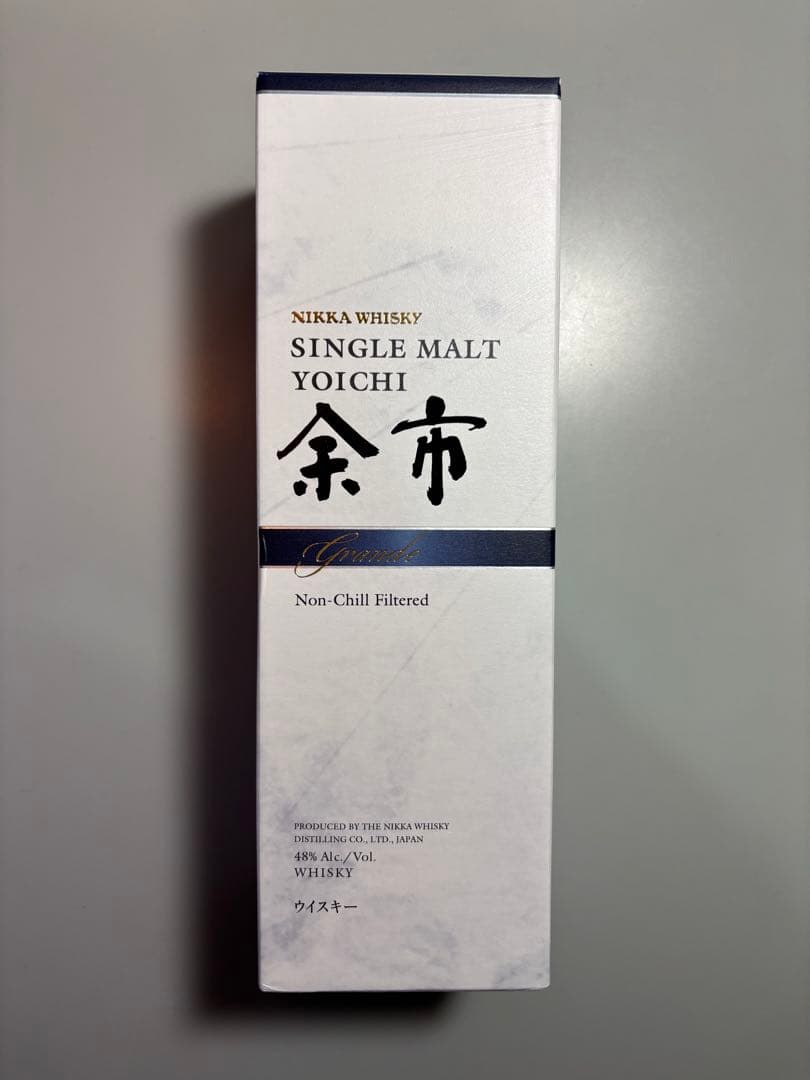 NIKKA WHISKY
SINGLE MALT
YOICHI
余市
Grande
Non-Chill Filtered
PRODUCED BY THE NIKKA WHISKY
DISTILLING CO., LTD., JAPAN
48% Alc./Vol.
WHISKY
ウイスキー